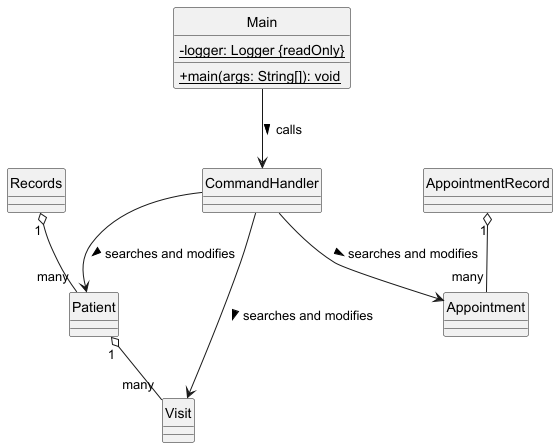 Main
-logger: Logger {readOnly}
+main(args: String[]): void
calls
Records
CommandHandler
AppointmentRecord
1
1
searches and modifies
searches and modifies
many
many
Patient
Appointment
searches and modifies
1
many
Visit